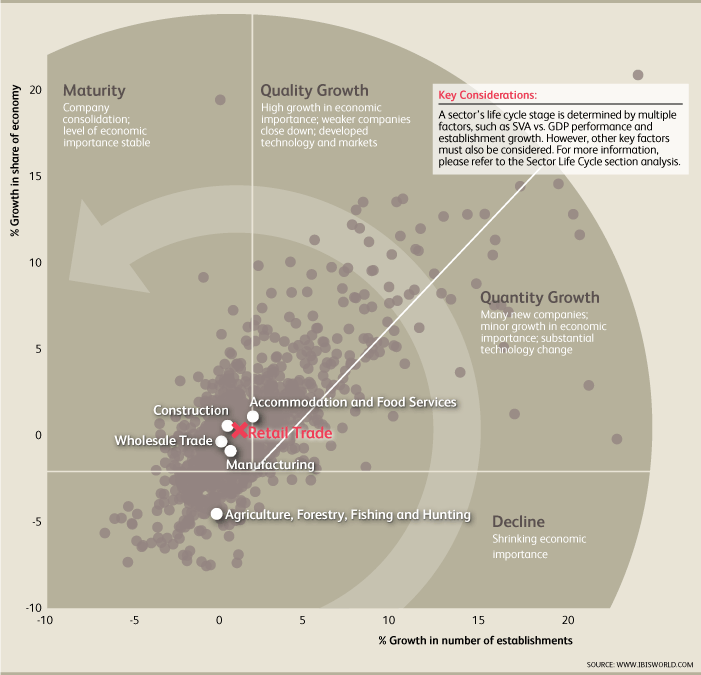 Maturity
Company
consolidation;
level of economic
importance stable
Quality Growth
High growth in economic
importance; weaker companies
close down; developed
technology and markets
Key Considerations:
A sector's life cycle stage is determined by multiple
factors, such as SVA vs. GDP performance and
establishment growth. However, other key factors
must also be considered. For more information,
please refer to the Sector Life Cycle section analysis.
% Growth in share of economy
20
15
10
5
0
-5
-10
Quantity Growth
Many new companies;
minor growth in economic
importance; substantial
technology change
Accommodation and Food Services
Construction
Retail Trade
Wholesale Trade
Manufacturing
Agriculture, Forestry, Fishing and Hunting
Decline
Shrinking economic
importance
-10
-5
0
5
10
15
20
% Growth in number of establishments
SOURCE: WWW.IBISWORLD.COM